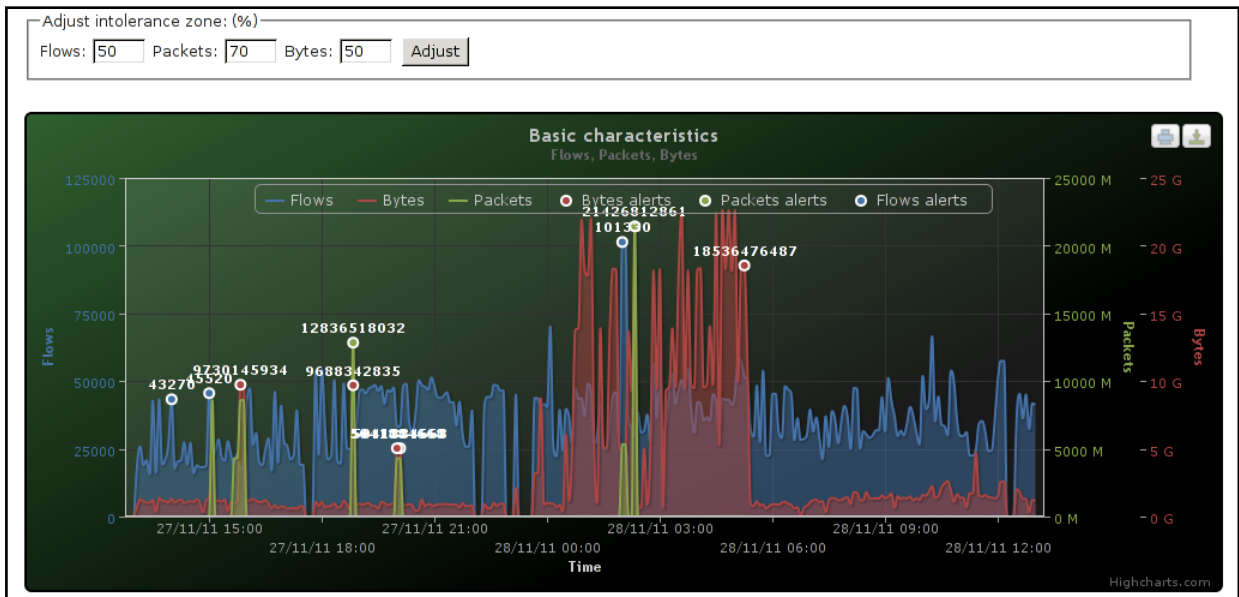 Adjust intolerance zone: (%)
Flows: 50 Packets: 70 Bytes: 50 Adjust
Basic characteristics
Flows, Packets, Bytes
Flows Bytes Packets Bytes alerts Packets alerts Flows alerts
125000
100000
75000
50000
25000
0
Flows
25000 M
20000 M
15000 M
10000 M
5000 M
0 M
Packets
25 G
20 G
15 G
10 G
5 G
0 G
Bytes
21426812861
101330
18536476487
12836518032
9730145934
9688342835
43270
45520
27/11/11 15:00
27/11/11 18:00
27/11/11 21:00
28/11/11 00:00
28/11/11 03:00
28/11/11 06:00
28/11/11 09:00
28/11/11 12:00
Time
Highcharts.com